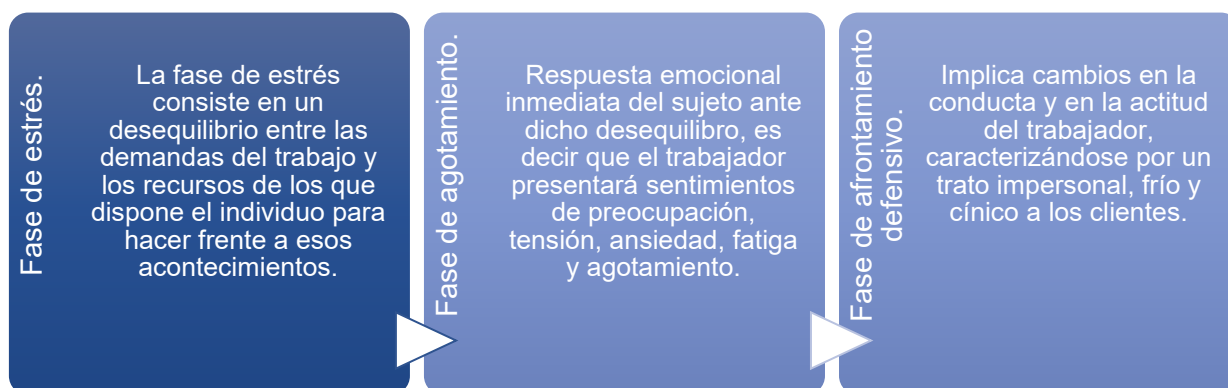 Fase de estrés.
La fase de estrés
consiste en un
desequilibrio entre las
demandas del trabajo y
los recursos de los que
dispone el individuo para
hacer frente a esos
acontecimientos.
Fase de agotamiento.
Respuesta emocional
inmediata del sujeto ante
dicho desequilibro, es
decir que el trabajador
presentará sentimientos
de preocupación,
tensión, ansiedad, fatiga
y agotamiento.
Fase de afrontamiento
defensivo.
Implica cambios en la
conducta y en la actitud
del trabajador,
caracterizándose por un
trato impersonal, frío y
cínico a los clientes.